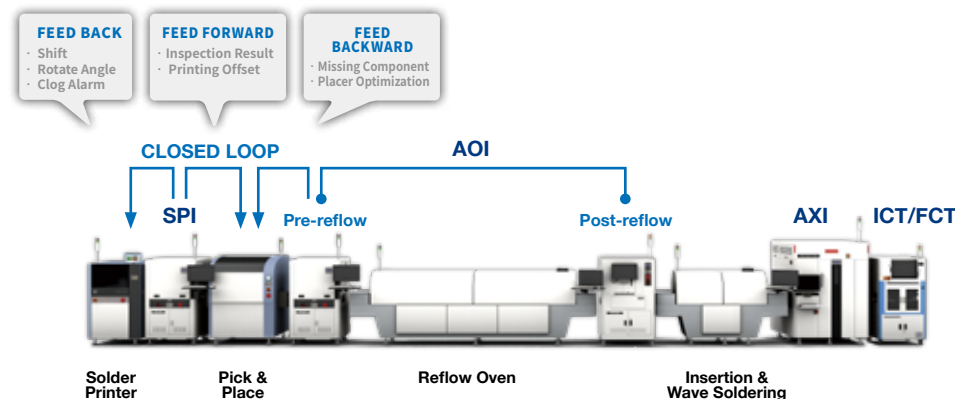 FEED BACK
· Shift
· Rotate Angle
· Clog Alarm
FEED FORWARD
· Inspection Result
· Printing Offset
FEED
BACKWARD
· Missing Component
· Placer Optimization
CLOSED LOOP
AOI
SPI
Pre-reflow
Post-reflow
AXI
ICT/FCT
Solder
Printer
Pick &
Place
Reflow Oven
Insertion &
Wave Soldering